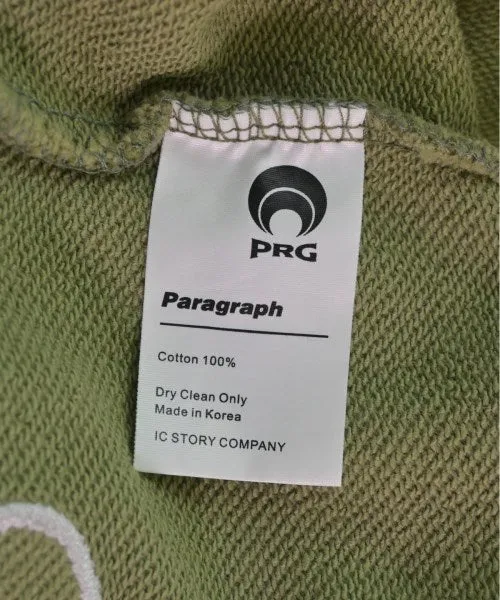 PRG
Paragraph
Cotton 100%
Dry Clean Only
Made in Korea
IC STORY COMPANY